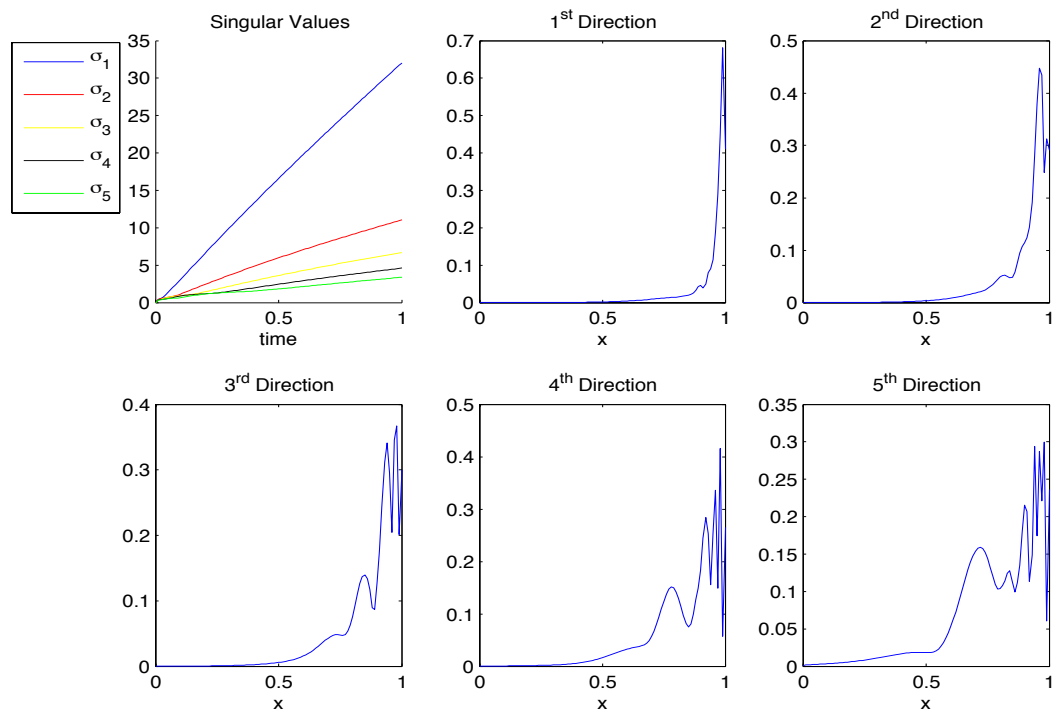 Singular Values
σ1
σ2
σ3
σ4
σ5
35
30
25
20
15
10
5
0
0 0.5 1
time
1st Direction
0.7
0.6
0.5
0.4
0.3
0.2
0.1
0
0 0.5 1
x
2nd Direction
0.5
0.4
0.3
0.2
0.1
0
0 0.5 1
x
3rd Direction
0.4
0.3
0.2
0.1
0
0 0.5 1
x
4th Direction
0.5
0.4
0.3
0.2
0.1
0
0 0.5 1
x
5th Direction
0.35
0.3
0.25
0.2
0.15
0.1
0.05
0
0 0.5 1
x